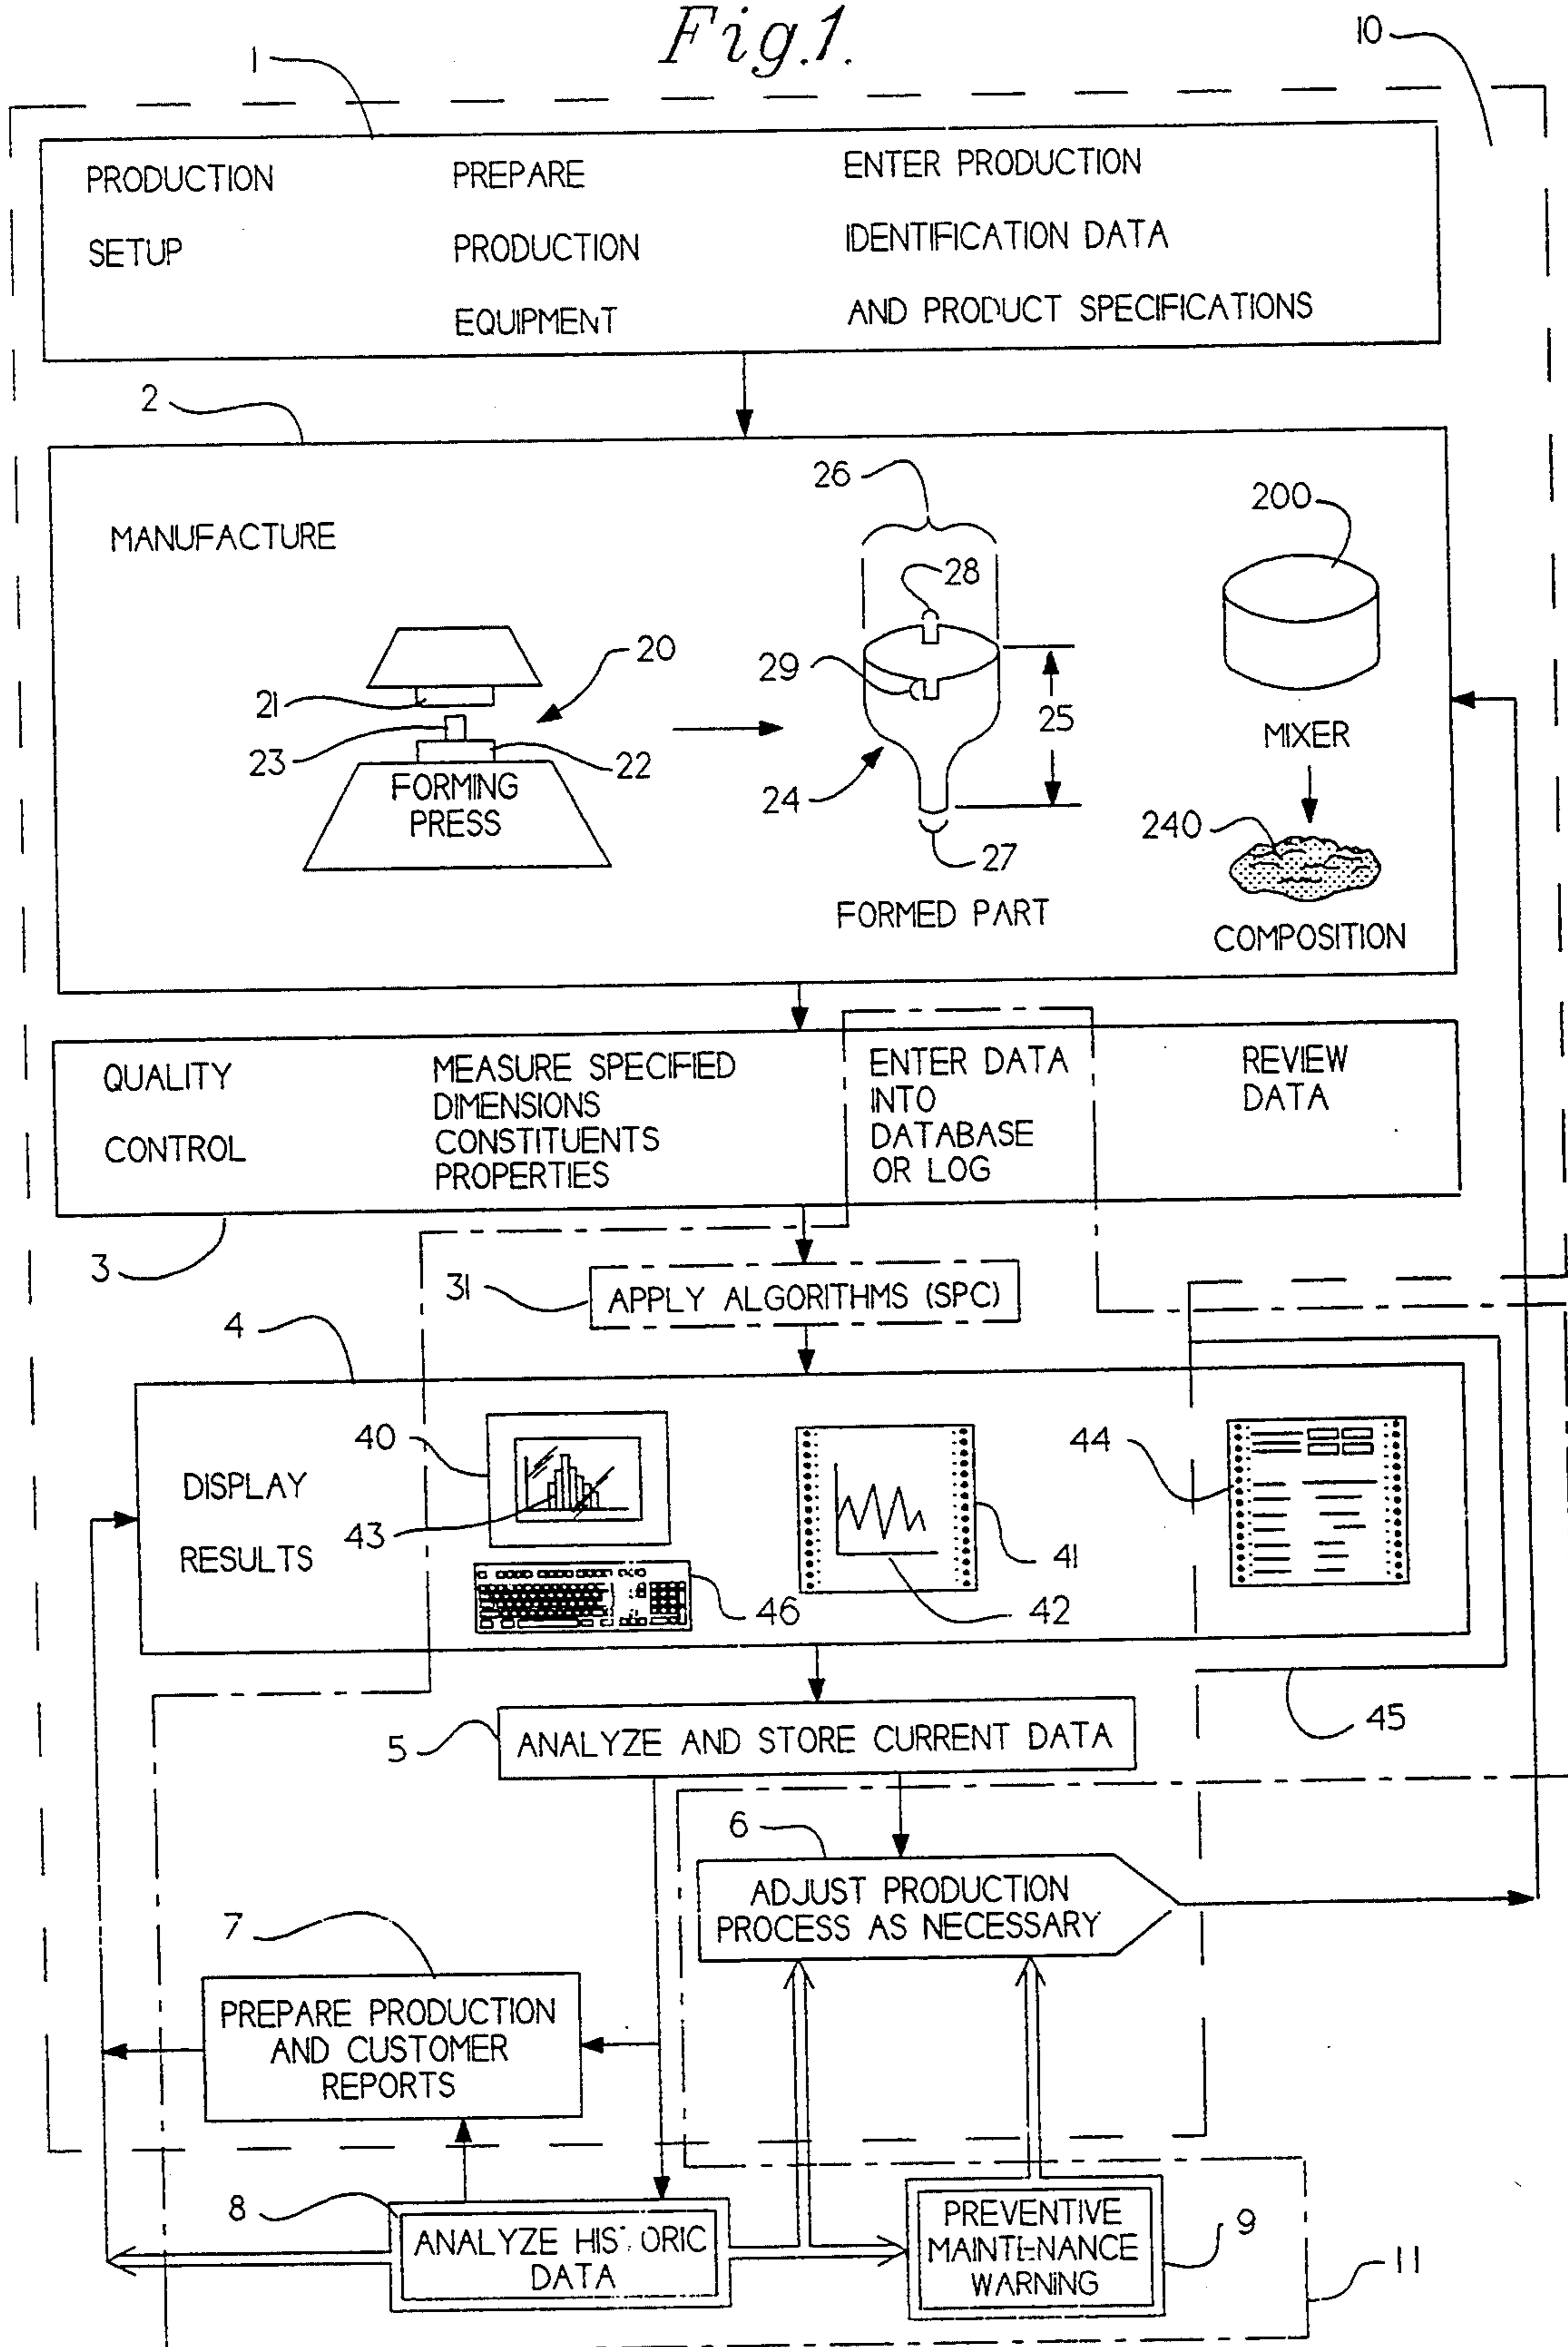 Fig.1.
10
1
PRODUCTION
SETUP
PREPARE
PRODUCTION
EQUIPMENT
ENTER PRODUCTION
IDENTIFICATION DATA
AND PRODUCT SPECIFICATIONS
2
MANUFACTURE
20
21
23
22
FORMING
PRESS
26
28
29
25
24
27
FORMED PART
200
MIXER
240
COMPOSITION
QUALITY
CONTROL
MEASURE SPECIFIED
DIMENSIONS
CONSTITUENTS
PROPERTIES
ENTER DATA
INTO
DATABASE
OR LOG
REVIEW
DATA
3
31
APPLY ALGORITHMS (SPC)
4
DISPLAY
RESULTS
40
43
46
41
42
44
45
5
ANALYZE AND STORE CURRENT DATA
6
ADJUST PRODUCTION
PROCESS AS NECESSARY
7
PREPARE PRODUCTION
AND CUSTOMER
REPORTS
8
ANALYZE HISTORIC
DATA
PREVENTIVE
MAINTENANCE
WARNING
9
11